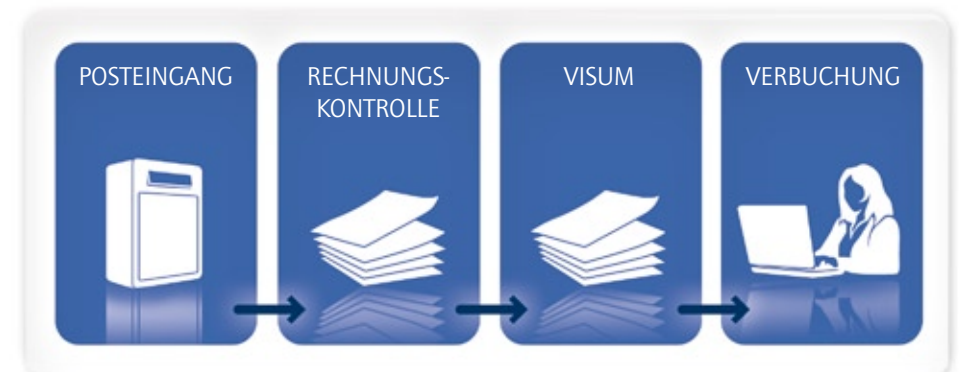 POSTEINGANG
RECHNUNGS-
KONTROLLE
VISUM
VERBUCHUNG